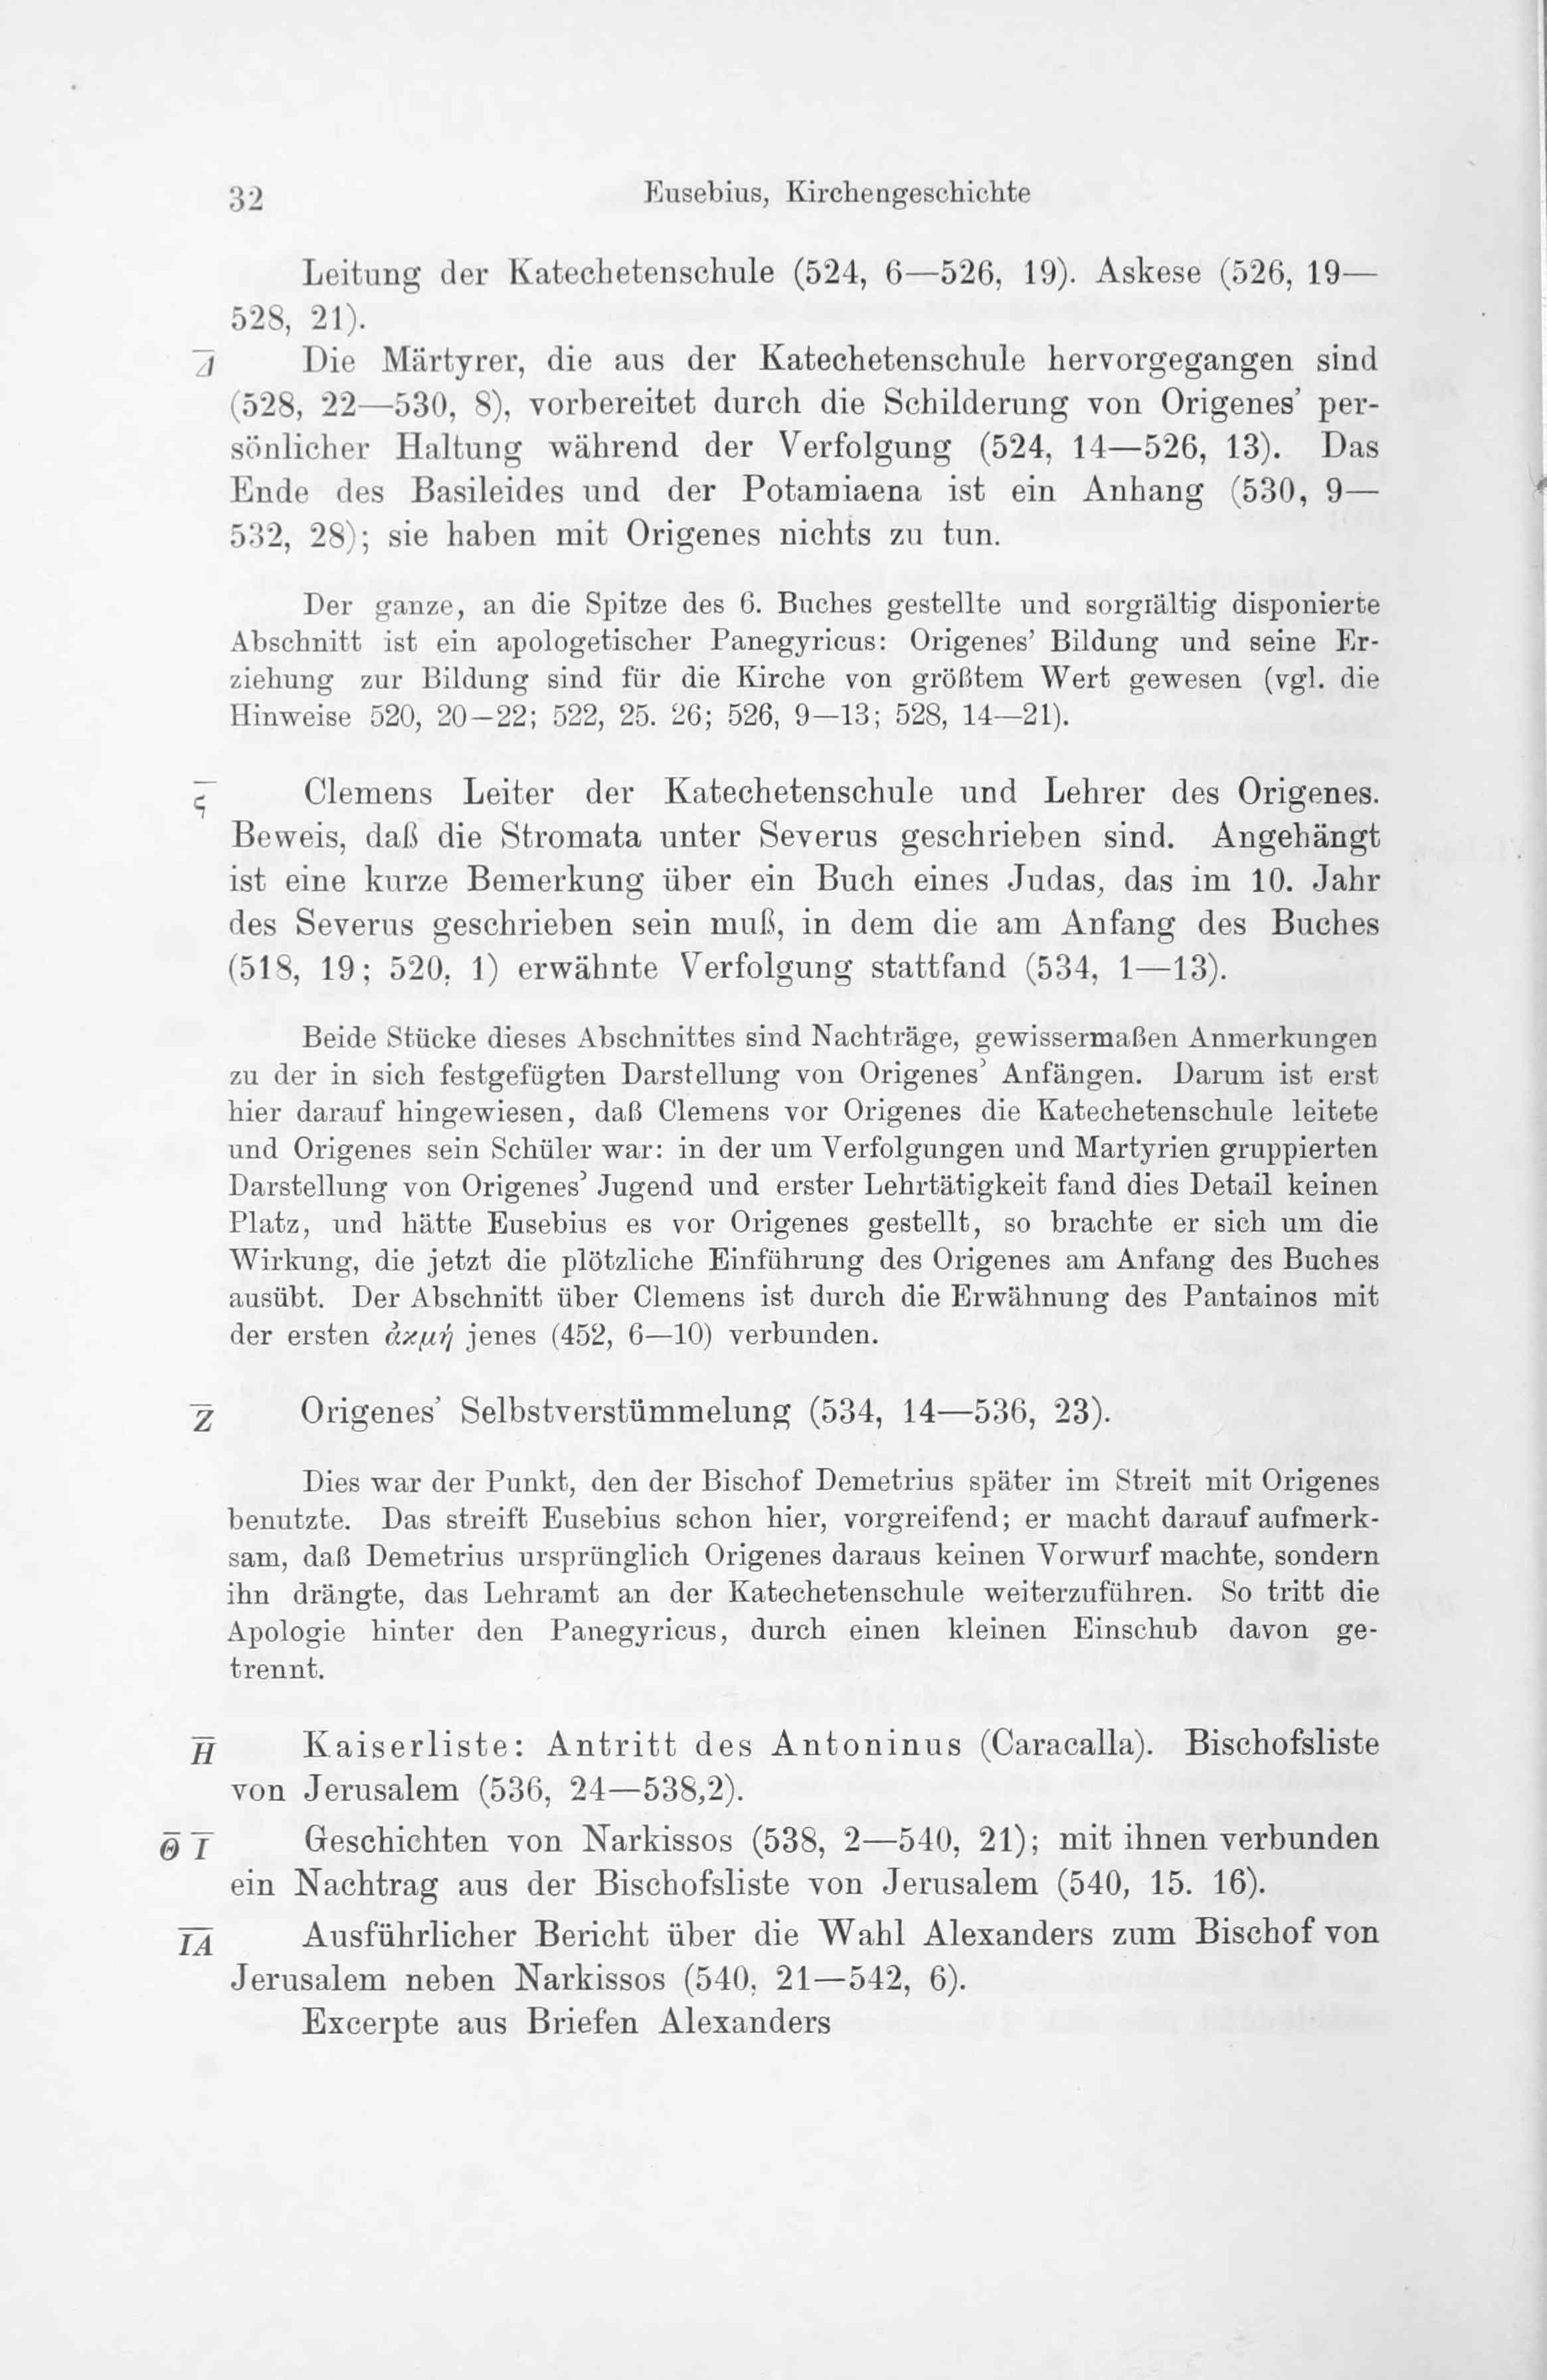 32 Eusebius, Kirchengeschichte
Leitung der Katechetenschule (524, 6—526, 19). Askese (526, 19—
528, 21).
Δ̅ Die Märtyrer, die aus der Katechetenschule hervorgegangen sind
(528, 22—530, 8), vorbereitet durch die Schilderung von Origenes’ per-
sönlicher Haltung während der Verfolgung (524, 14—526, 13). Das
Ende des Basileides und der Potamiaena ist ein Anhang (530, 9—
532, 28); sie haben mit Origenes nichts zu tun.
Der ganze, an die Spitze des 6. Buches gestellte und sorgfältig disponierte
Abschnitt ist ein apologetischer Panegyricus: Origenes’ Bildung und seine Er-
ziehung zur Bildung sind für die Kirche von größtem Wert gewesen (vgl. die
Hinweise 520, 20—22; 522, 25. 26; 526, 9—13; 528, 14—21).
ς̅ Clemens Leiter der Katechetenschule und Lehrer des Origenes.
Beweis, daß die Stromata unter Severus geschrieben sind. Angehängt
ist eine kurze Bemerkung über ein Buch eines Judas, das im 10. Jahr
des Severus geschrieben sein muß, in dem die am Anfang des Buches
(518, 19; 520, 1) erwähnte Verfolgung stattfand (534, 1—13).
Beide Stücke dieses Abschnittes sind Nachträge, gewissermaßen Anmerkungen
zu der in sich festgefügten Darstellung von Origenes’ Anfängen. Darum ist erst
hier darauf hingewiesen, daß Clemens vor Origenes die Katechetenschule leitete
und Origenes sein Schüler war: in der um Verfolgungen und Martyrien gruppierten
Darstellung von Origenes’ Jugend und erster Lehrtätigkeit fand dies Detail keinen
Platz, und hätte Eusebius es vor Origenes gestellt, so brachte er sich um die
Wirkung, die jetzt die plötzliche Einführung des Origenes am Anfang des Buches
ausübt. Der Abschnitt über Clemens ist durch die Erwähnung des Pantainos mit
der ersten ἀκμή jenes (452, 6—10) verbunden.
Z̅ Origenes’ Selbstverstümmelung (534, 14—536, 23).
Dies war der Punkt, den der Bischof Demetrius später im Streit mit Origenes
benutzte. Das streift Eusebius schon hier, vorgreifend; er macht darauf aufmerk-
sam, daß Demetrius ursprünglich Origenes daraus keinen Vorwurf machte, sondern
ihn drängte, das Lehramt an der Katechetenschule weiterzuführen. So tritt die
Apologie hinter den Panegyricus, durch einen kleinen Einschub davon ge-
trennt.
H̅ Kaiserliste: Antritt des Antoninus (Caracalla). Bischofsliste
von Jerusalem (536, 24—538,2).
Θ̅ I̅ Geschichten von Narkissos (538, 2—540, 21); mit ihnen verbunden
ein Nachtrag aus der Bischofsliste von Jerusalem (540, 15. 16).
I̅A̅ Ausführlicher Bericht über die Wahl Alexanders zum Bischof von
Jerusalem neben Narkissos (540, 21—542, 6).
Excerpte aus Briefen Alexanders